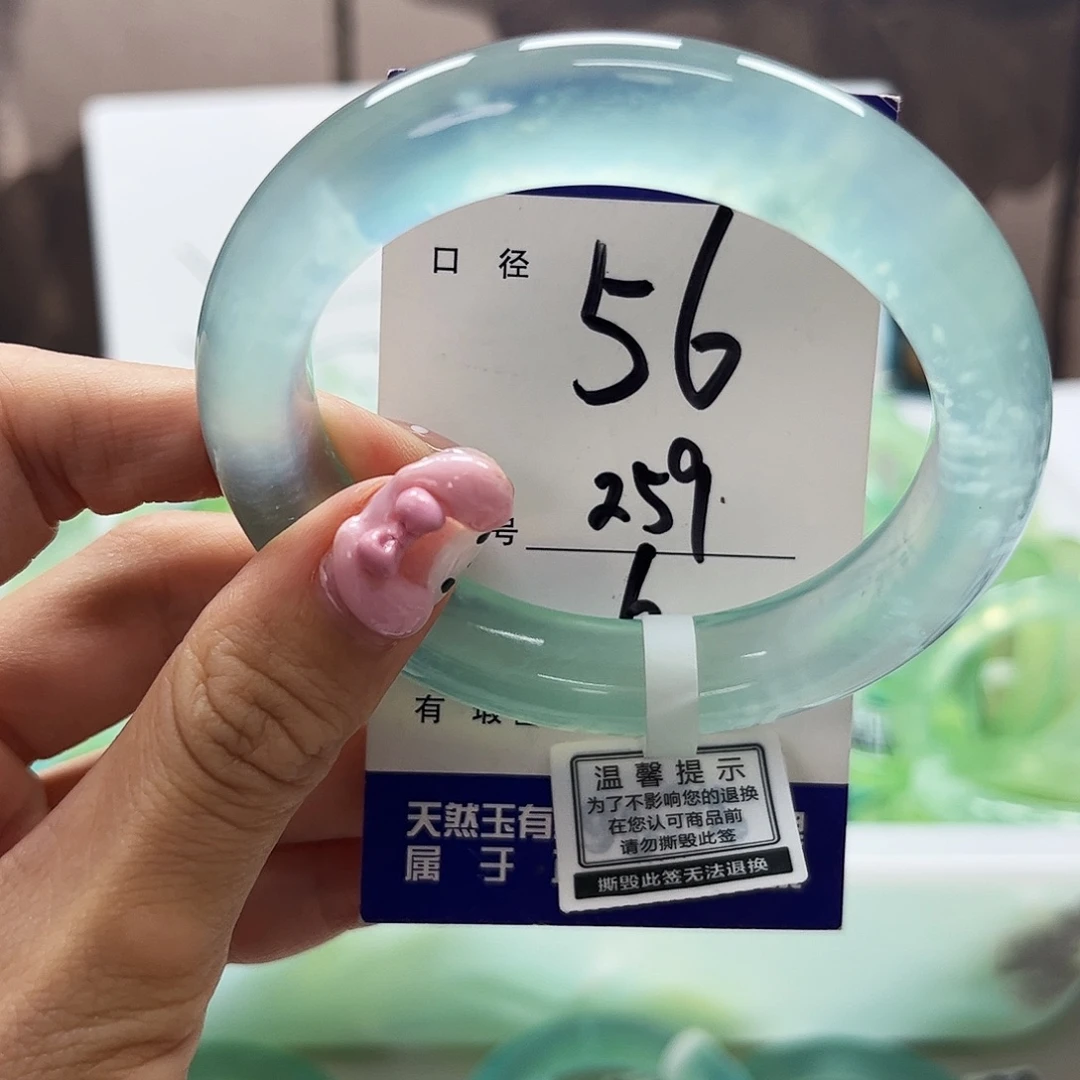 口径 56
259
号
6
有瑕
温馨提示
为了不影响您的退换
在您认可商品前
请勿撕毁此签
撕毁此签无法退换
天然玉有
属于